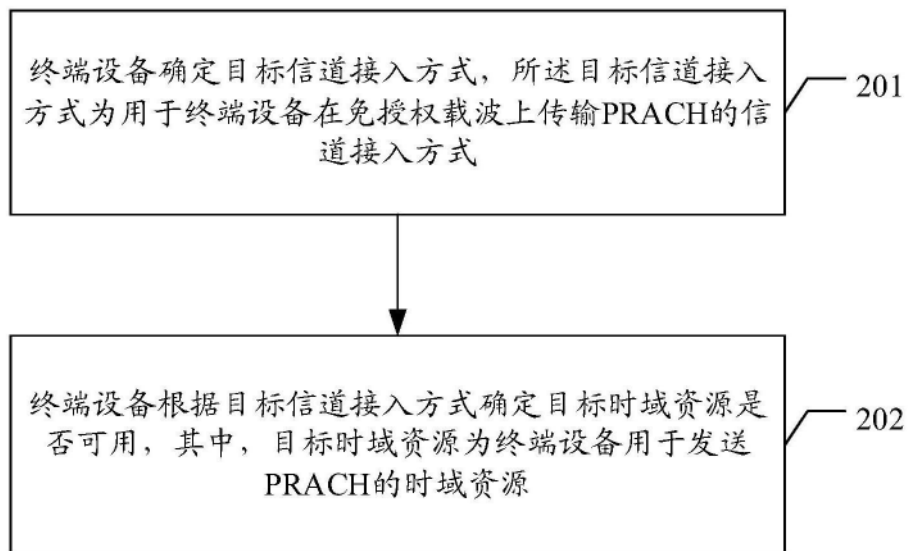 终端设备确定目标信道接入方式，所述目标信道接入
方式为用于终端设备在免授权载波上传输PRACH的信
道接入方式
201
终端设备根据目标信道接入方式确定目标时域资源是
否可用，其中，目标时域资源为终端设备用于发送
PRACH的时域资源
202